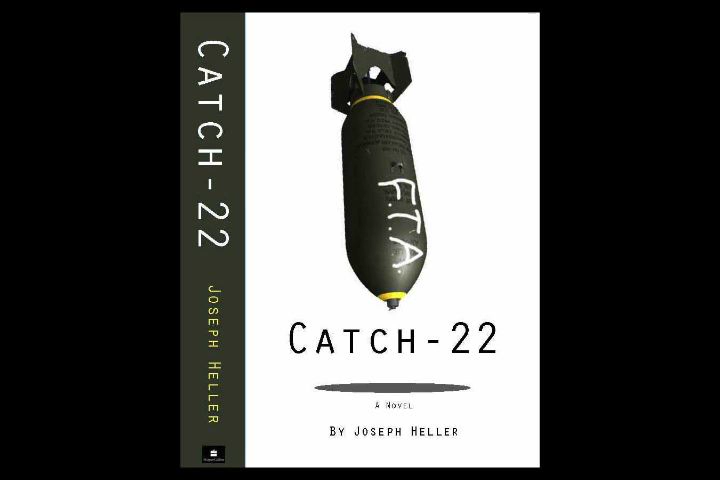 CATCH-22
JOSEPH HELLER
F.T.A.
CATCH-22
A NOVEL
BY JOSEPH HELLER